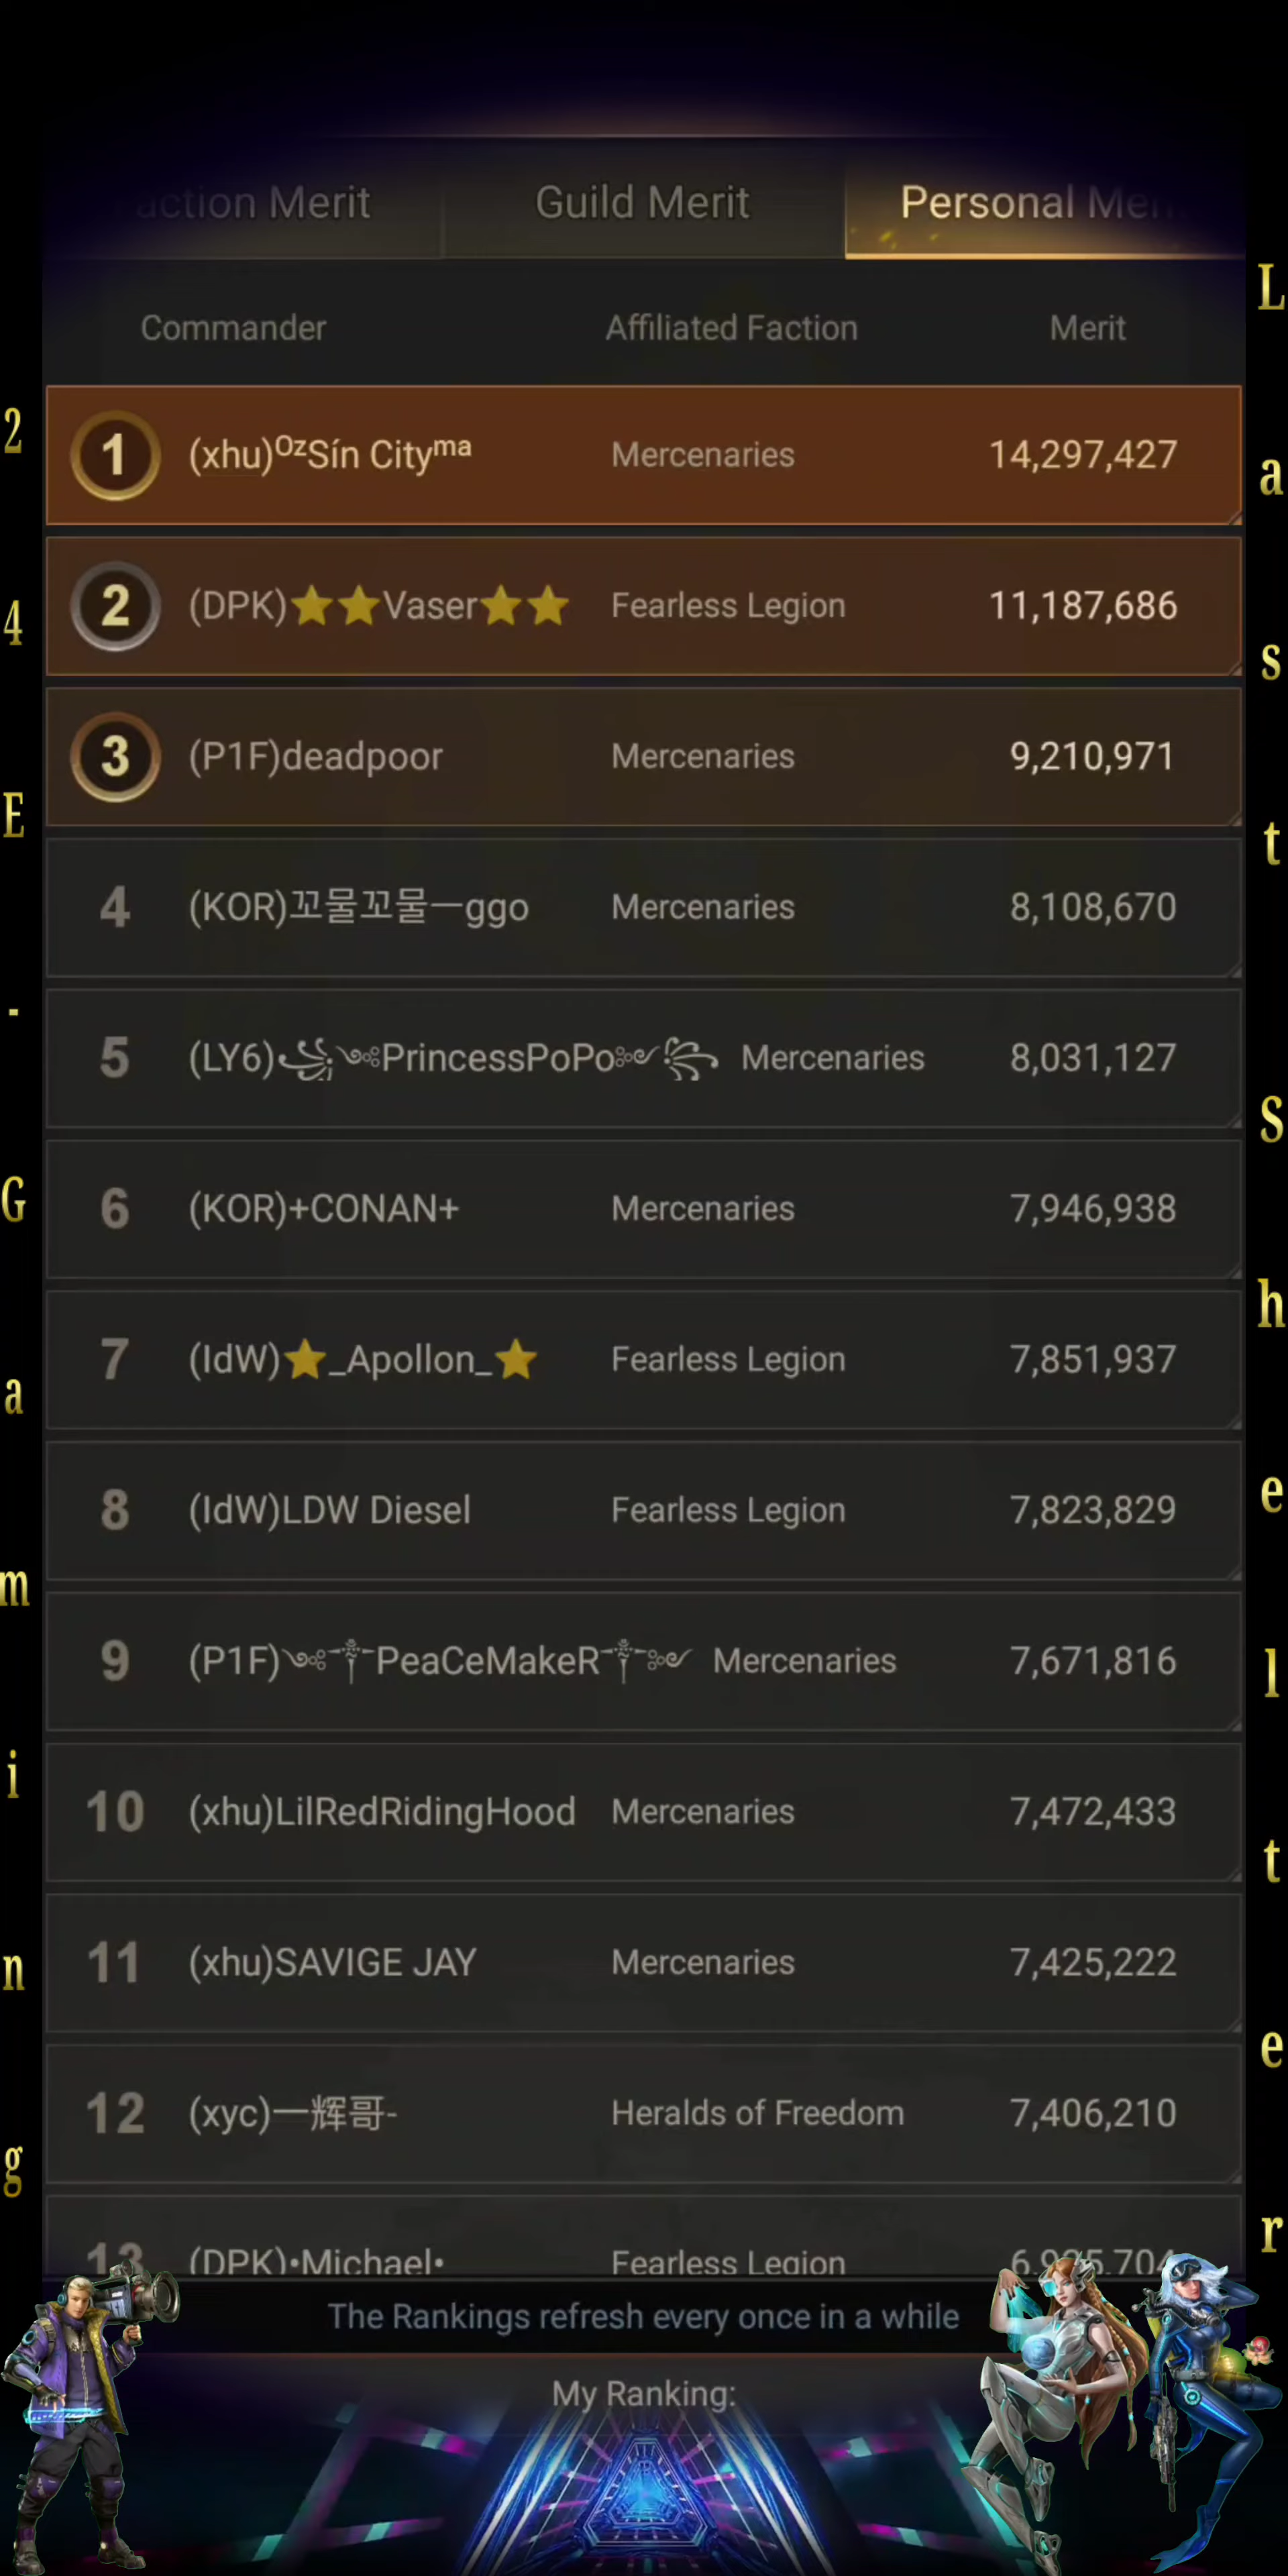 ction Merit Guild Merit Personal Me
Commander Affiliated Faction Merit
1 (xhu)ᴼᶻSín Cityᵐᵃ Mercenaries 14,297,427
2 (DPK)⭐⭐Vaser⭐⭐ Fearless Legion 11,187,686
3 (P1F)deadpoor Mercenaries 9,210,971
4 (KOR)꼬물꼬물一ggo Mercenaries 8,108,670
5 (LY6)꧁༺PrincessPoPo༻꧂ Mercenaries 8,031,127
6 (KOR)+CONAN+ Mercenaries 7,946,938
7 (IdW)⭐_Apollon_⭐ Fearless Legion 7,851,937
8 (IdW)LDW Diesel Fearless Legion 7,823,829
9 (P1F)༺༒PeaCeMakeR༒༻ Mercenaries 7,671,816
10 (xhu)LilRedRidingHood Mercenaries 7,472,433
11 (xhu)SAVIGE JAY Mercenaries 7,425,222
12 (xyc)一辉哥- Heralds of Freedom 7,406,210
13 (DPK)•Michael• Fearless Legion
The Rankings refresh every once in a while
My Ranking:
24E-Gaming
Last Shelter